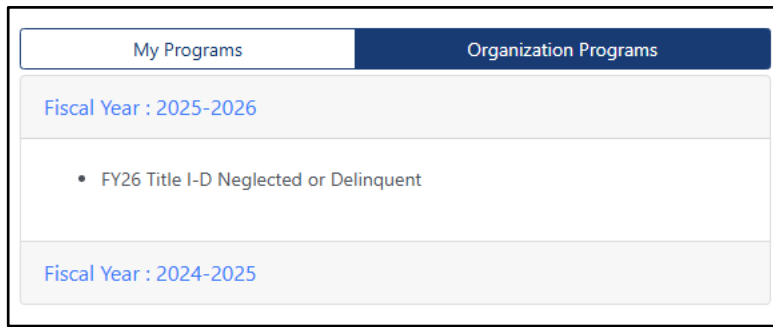 My Programs
Organization Programs
Fiscal Year : 2025-2026
• FY26 Title I-D Neglected or Delinquent
Fiscal Year : 2024-2025